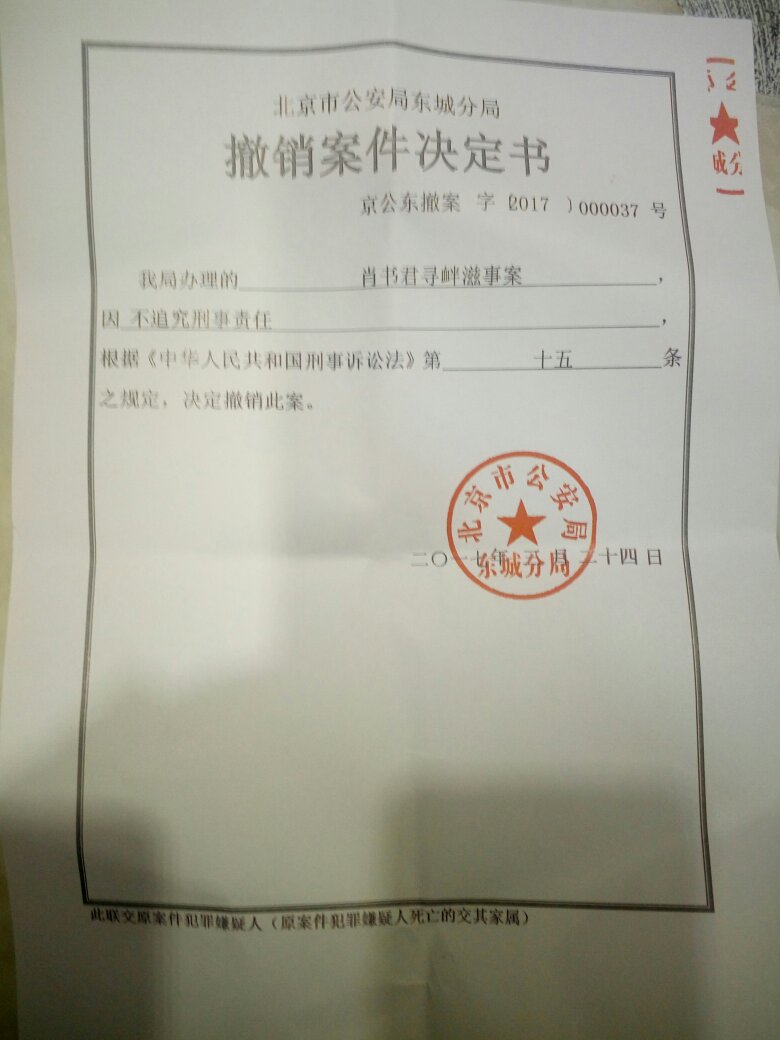 北京市公安局东城分局
撤销案件决定书
京公东撤案 字〔2017 〕000037 号
我局办理的 肖书君寻衅滋事案 ，
因 不追究刑事责任 ，
根据《中华人民共和国刑事诉讼法》第 十五 条
之规定，决定撤销此案。
北京市公安局
东城分局
二〇一七年 月 二十四 日
此联交原案件犯罪嫌疑人（原案件犯罪嫌疑人死亡的交其家属）